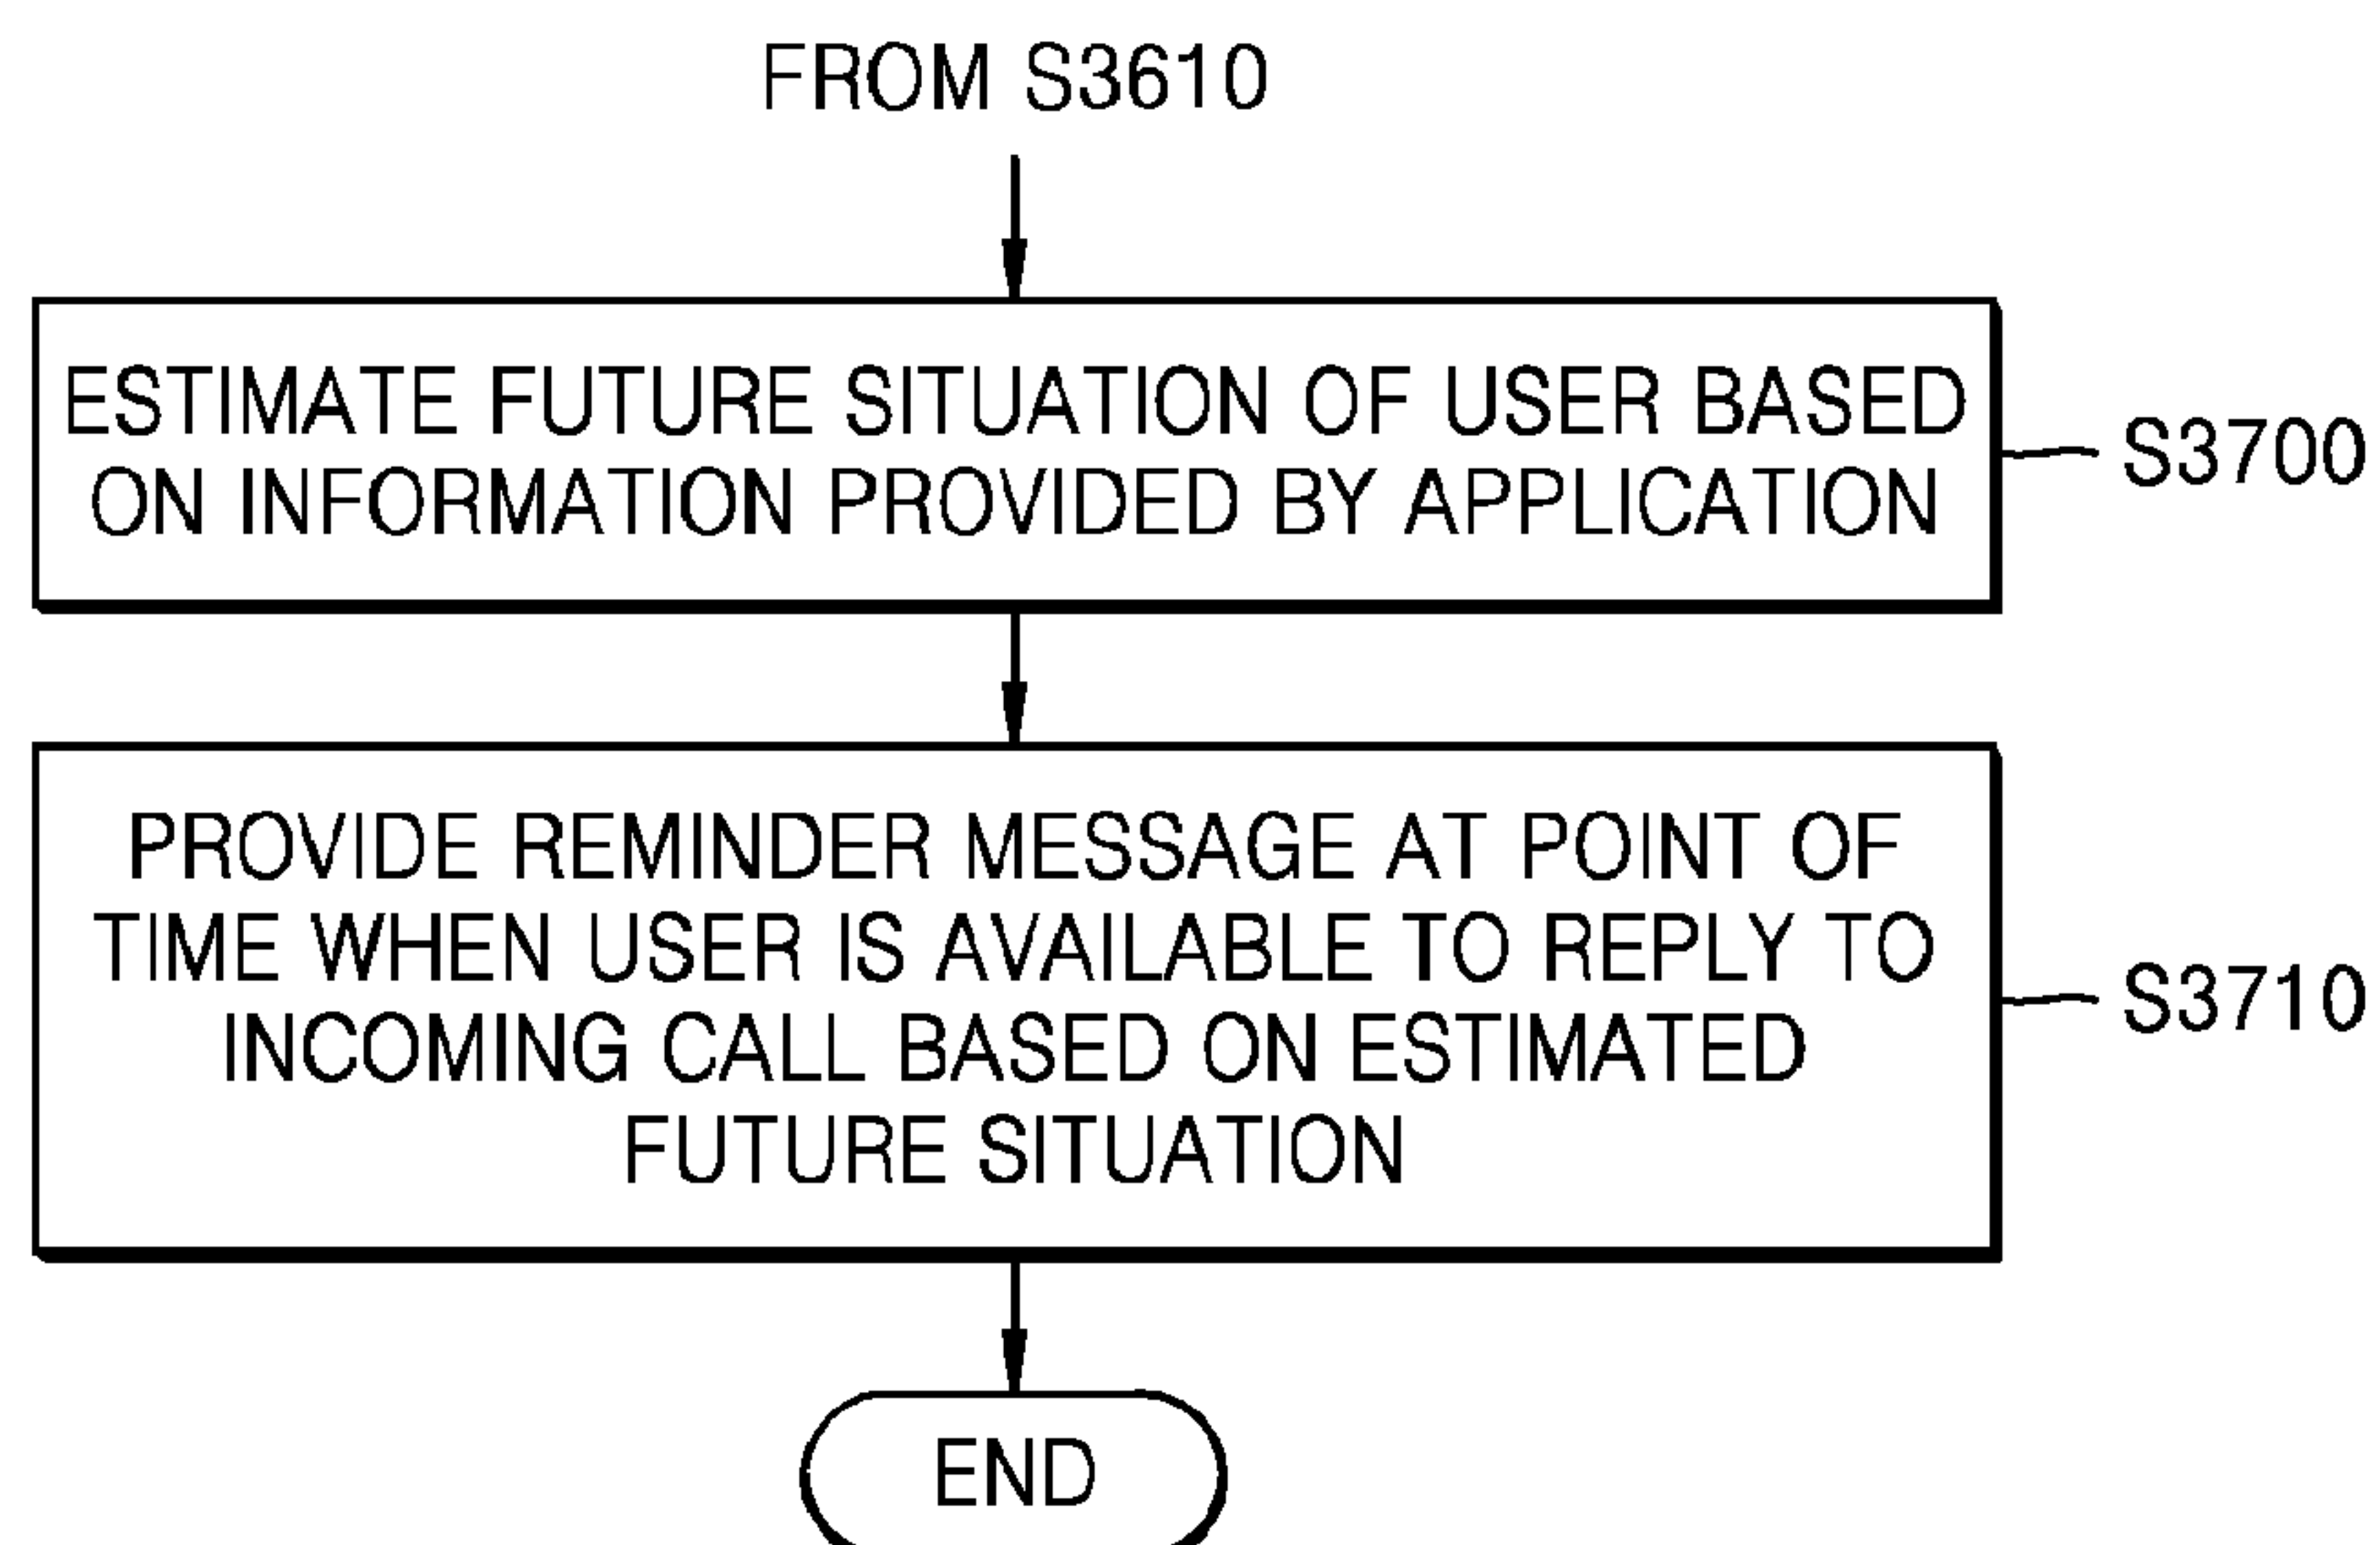 FROM S3610
ESTIMATE FUTURE SITUATION OF USER BASED
ON INFORMATION PROVIDED BY APPLICATION
S3700
PROVIDE REMINDER MESSAGE AT POINT OF
TIME WHEN USER IS AVAILABLE TO REPLY TO
INCOMING CALL BASED ON ESTIMATED
FUTURE SITUATION
S3710
END